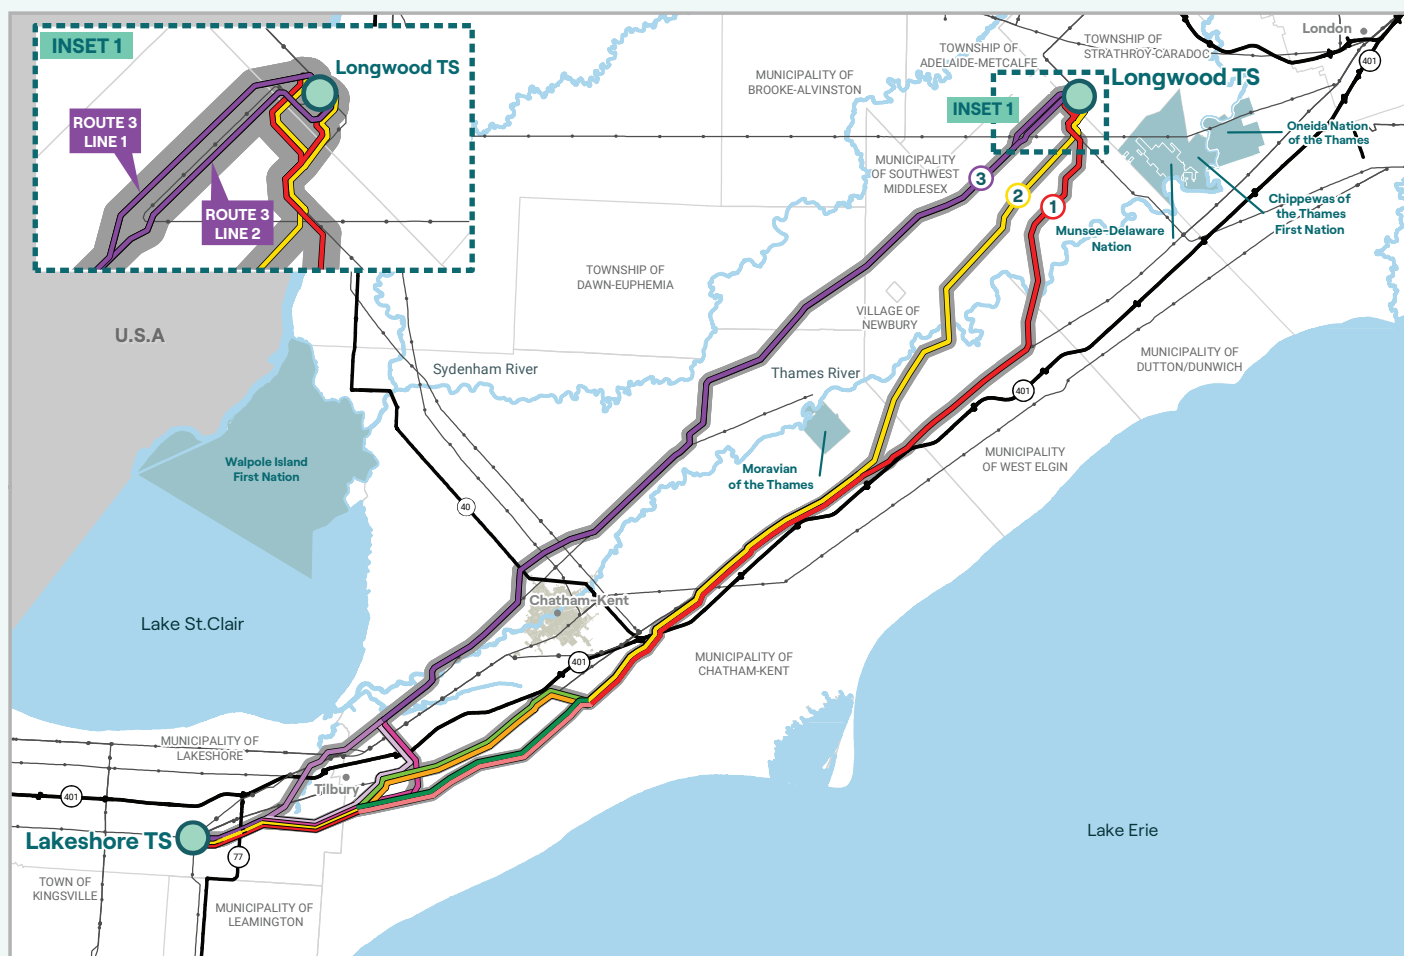 INSET 1
Longwood TS
ROUTE 3
LINE 1
ROUTE 3
LINE 2
London
401
TOWNSHIP OF
STRATHROY-CARADOC
TOWNSHIP OF
ADELAIDE-METCALFE
MUNICIPALITY OF
BROOKE-ALVINSTON
Longwood TS
INSET 1
Oneida Nation
of the Thames
MUNICIPALITY
OF SOUTHWEST
MIDDLESEX
3
2
1
Chippewas of
the Thames
First Nation
Munsee-Delaware
Nation
TOWNSHIP OF
DAWN-EUPHEMIA
VILLAGE OF
NEWBURY
U.S.A
Sydenham River
Thames River
MUNICIPALITY OF
DUTTON/DUNWICH
401
Walpole Island
First Nation
Moravian
of the Thames
MUNICIPALITY
OF WEST ELGIN
40
Chatham-Kent
Lake St.Clair
401
MUNICIPALITY OF
CHATHAM-KENT
MUNICIPALITY OF
LAKESHORE
Tilbury
401
Lakeshore TS
77
Lake Erie
TOWN OF
KINGSVILLE
MUNICIPALITY OF
LEAMINGTON